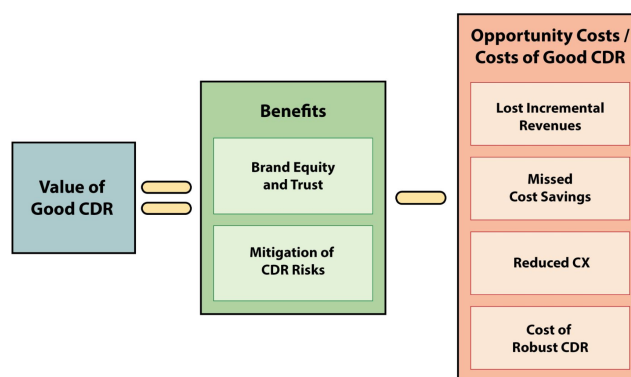 Value of
Good CDR
Benefits
Brand Equity
and Trust
Mitigation of
CDR Risks
Opportunity Costs /
Costs of Good CDR
Lost Incremental
Revenues
Missed
Cost Savings
Reduced CX
Cost of
Robust CDR